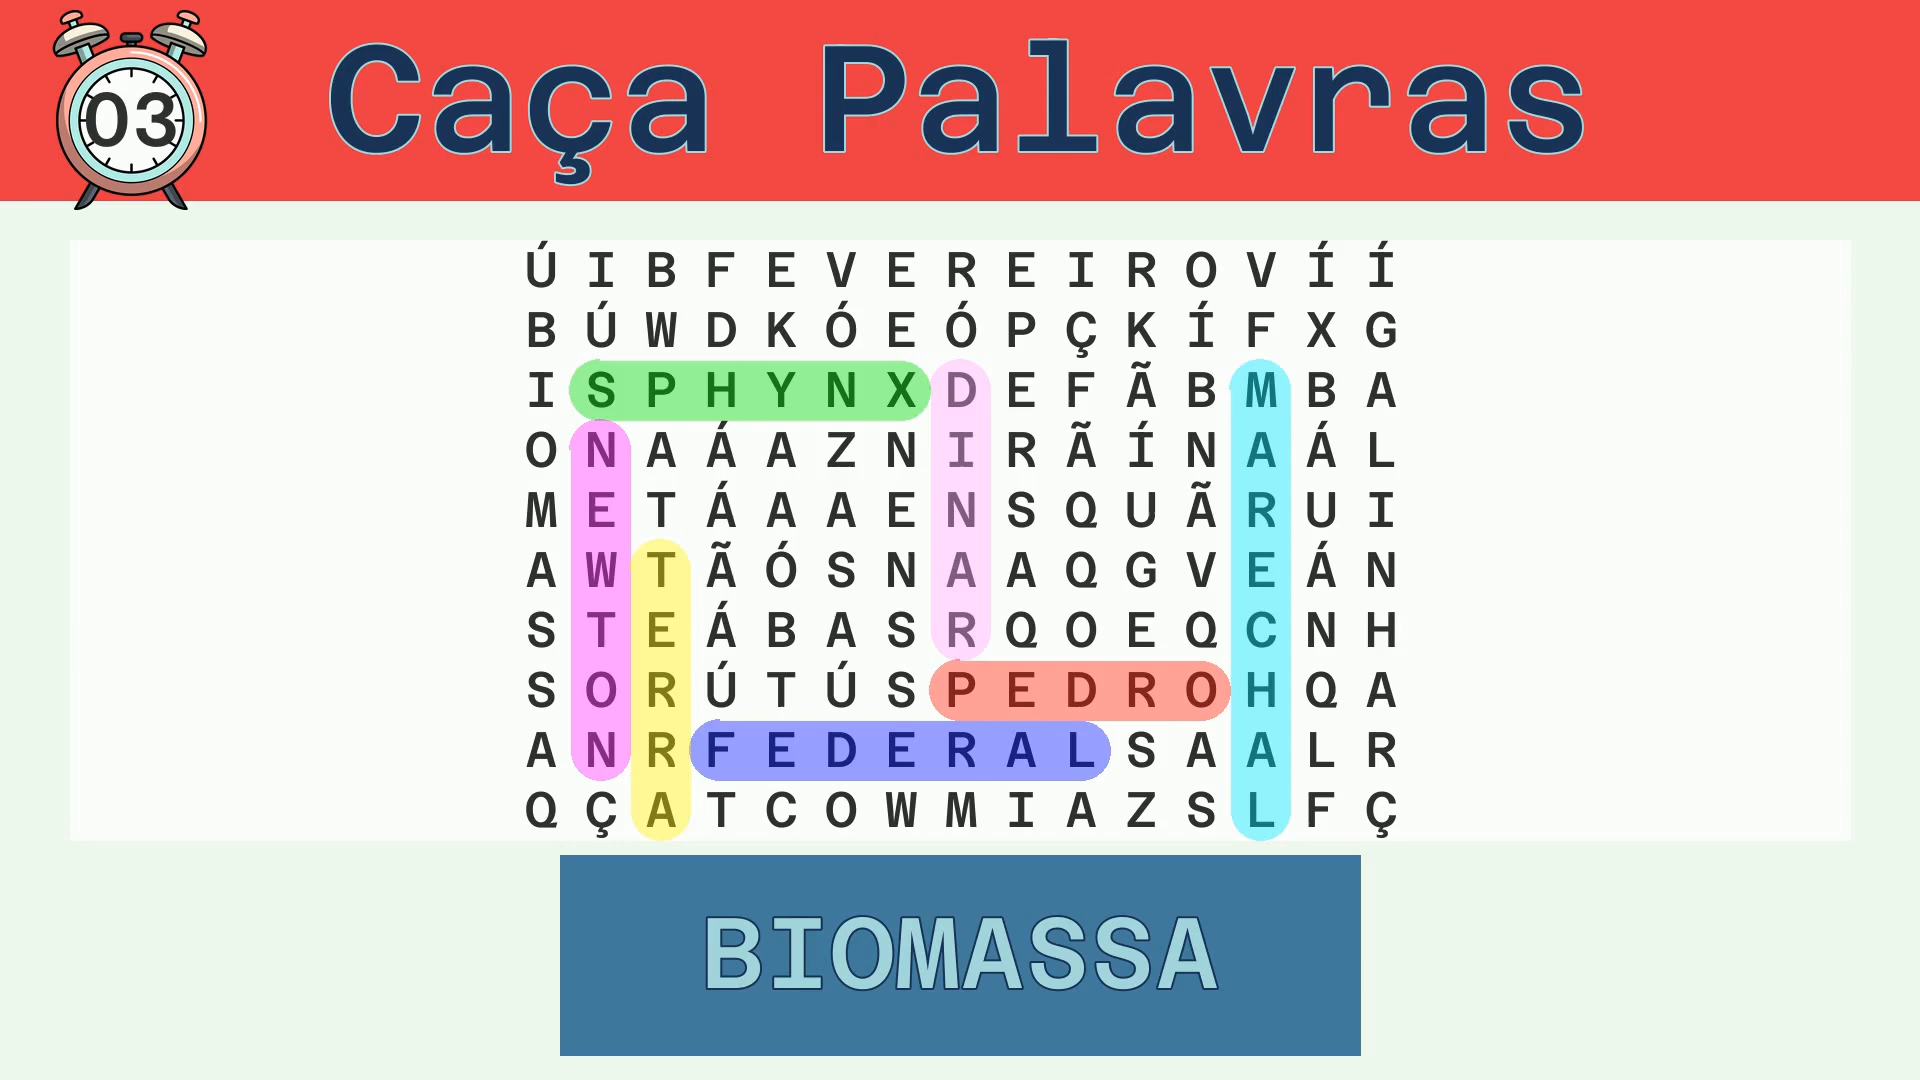 03
Caça Palavras
Ú I B F E V E R E I R O V Í Í
B Ú W D K Ó E Ó P Ç K Í F X G
I S P H Y N X D E F Ã B M B A
O N A Á A Z N I R Ã Í N A Á L
M E T Á A A E N S Q U Ã R U I
A W T Ã Ó S N A A Q G V E Á N
S T E Á B A S R Q O E Q C N H
S O R Ú T Ú S P E D R O H Q A
A N R F E D E R A L S A A L R
Q Ç A T C O W M I A Z S L F Ç
BIOMASSA